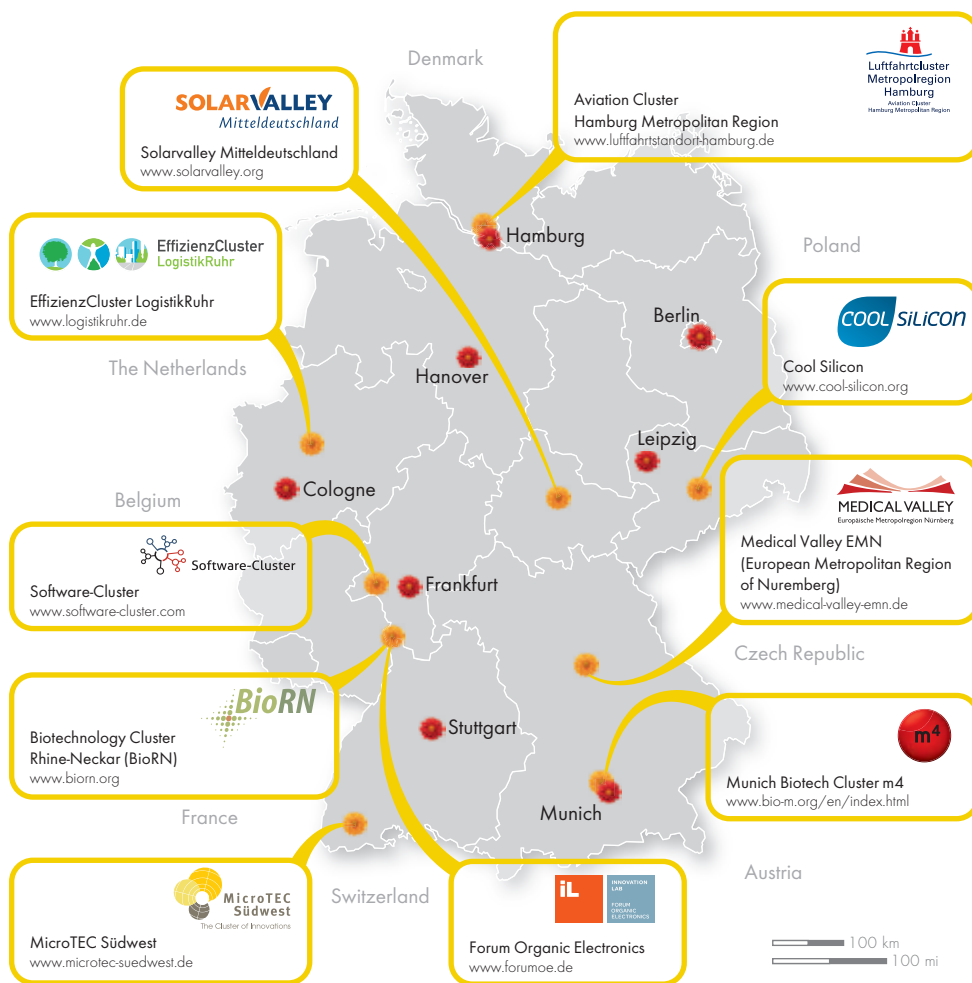 Denmark
SOLARVALLEY
Mitteldeutschland
Solarvalley Mitteldeutschland
www.solarvalley.org
Luftfahrtcluster
Metropolregion
Hamburg
Aviation Cluster
Hamburg Metropolitan Region
Aviation Cluster
Hamburg Metropolitan Region
www.luftfahrtstandort-hamburg.de
Hamburg
Poland
EffizienzCluster
LogistikRuhr
EffizienzCluster LogistikRuhr
www.logistikruhr.de
Berlin
COOL SILICON
Cool Silicon
www.cool-silicon.org
The Netherlands
Hanover
Leipzig
Cologne
Belgium
MEDICAL VALLEY
Europäische Metropolregion Nürnberg
Medical Valley EMN
(European Metropolitan Region
of Nuremberg)
www.medical-valley-emn.de
Software-Cluster
Software-Cluster
www.software-cluster.com
Frankfurt
Czech Republic
BioRN
Biotechnology Cluster
Rhine-Neckar (BioRN)
www.biorn.org
Stuttgart
m4
Munich Biotech Cluster m4
www.bio-m.org/en/index.html
Munich
France
Austria
MicroTEC
Südwest
The Cluster of Innovations
MicroTEC Südwest
www.microtec-suedwest.de
Switzerland
iL
INNOVATION
LAB
FORUM
ORGANIC
ELECTRONICS
Forum Organic Electronics
www.forumoe.de
100 km
100 mi